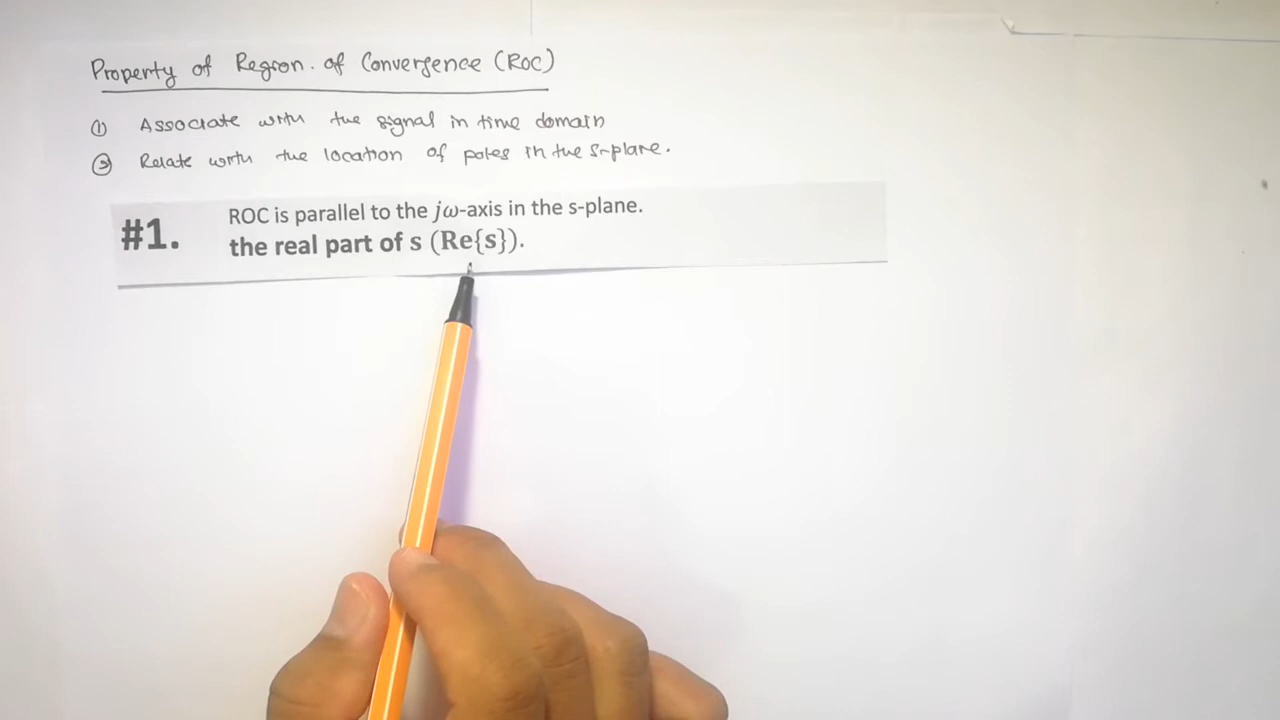 Property of Region. of Convergence (ROC)
① Associate with the signal in time domain
② Relate with the location of poles in the s-plane.
#1. ROC is parallel to the jω-axis in the s-plane.
the real part of s (Re{s}).